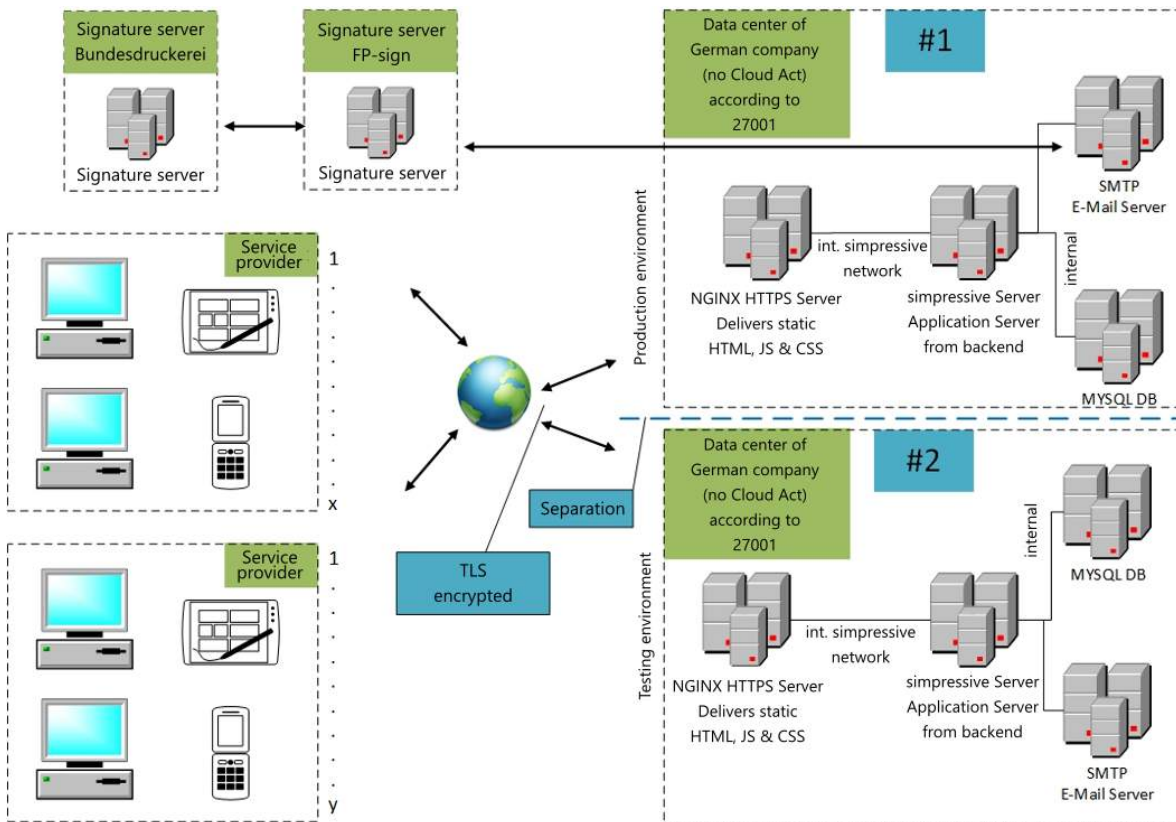 Signature server
Bundesdruckerei
Signature server
Signature server
FP-sign
Signature server
Data center of
German company
(no Cloud Act)
according to
27001
#1
SMTP
E-Mail Server
Production environment
int. simpressive
network
internal
NGINX HTTPS Server
Delivers static
HTML, JS & CSS
simpressive Server
Application Server
from backend
MYSQL DB
Service
provider
1
.
.
.
.
.
.
.
.
x
Separation
TLS
encrypted
Service
provider
1
.
.
.
.
.
.
.
.
y
Data center of
German company
(no Cloud Act)
according to
27001
#2
internal
MYSQL DB
Testing environment
int. simpressive
network
NGINX HTTPS Server
Delivers static
HTML, JS & CSS
simpressive Server
Application Server
from backend
SMTP
E-Mail Server